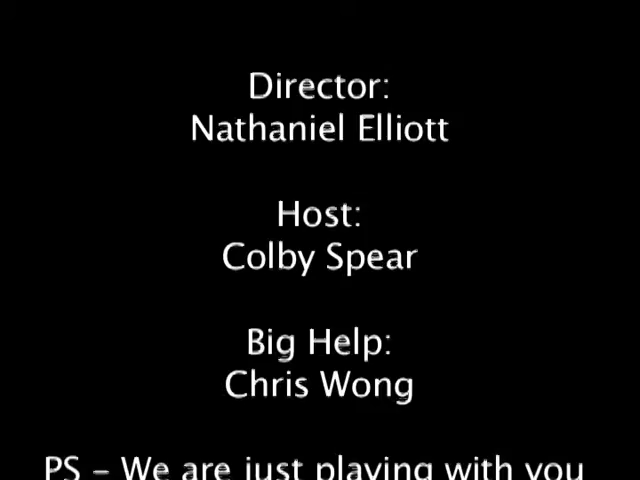 Director:
Nathaniel Elliott
Host:
Colby Spear
Big Help:
Chris Wong
PS - We are just playing with you